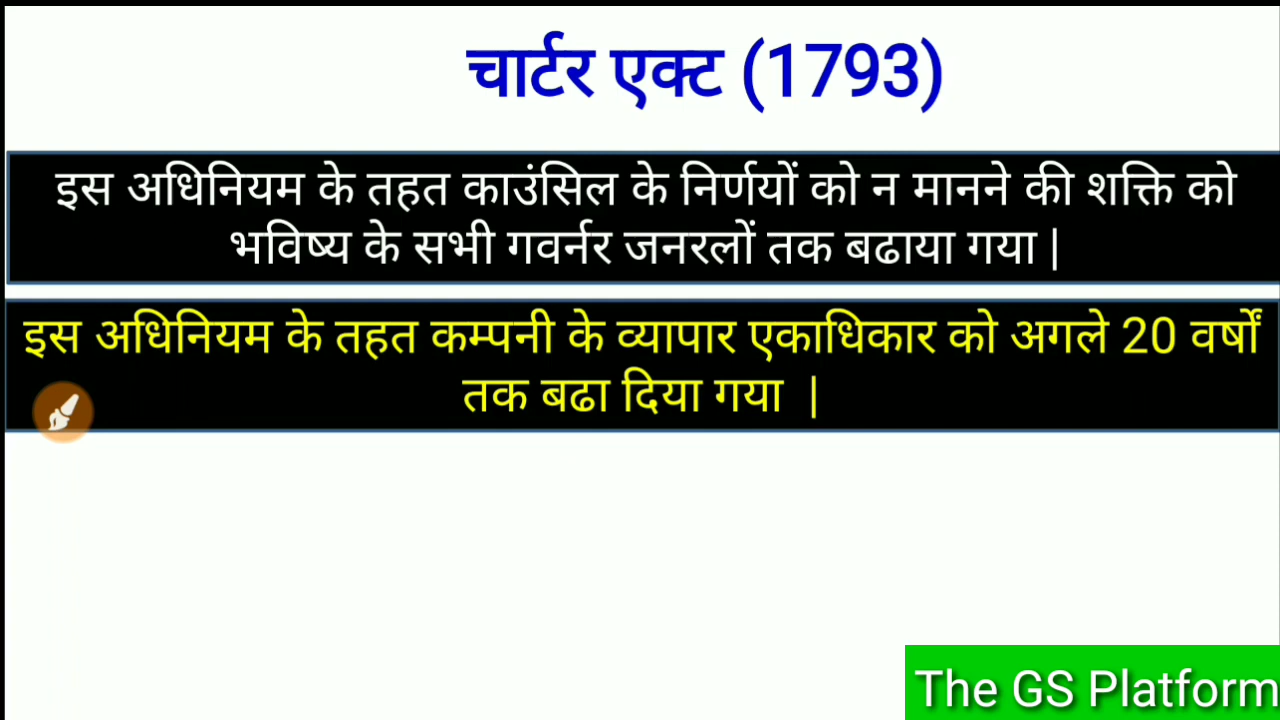 चार्टर एक्ट (1793)
इस अधिनियम के तहत काउंसिल के निर्णयों को न मानने की शक्ति को
भविष्य के सभी गवर्नर जनरलों तक बढाया गया |
इस अधिनियम के तहत कम्पनी के व्यापार एकाधिकार को अगले 20 वर्षों
तक बढा दिया गया |
The GS Platform